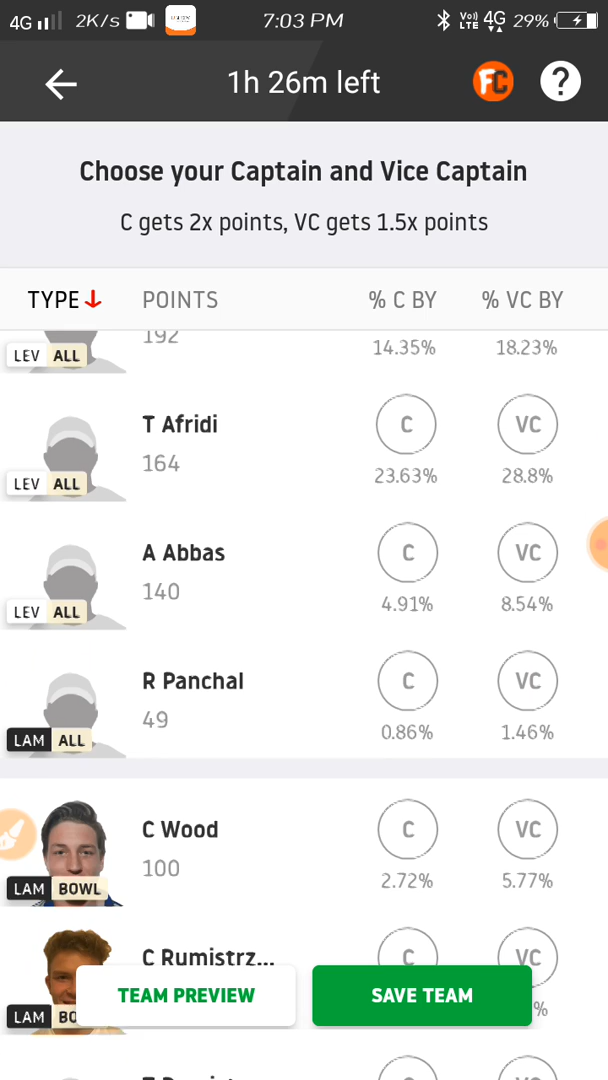 4G 2K/s 7:03 PM Vo)) LTE 4G 29%
1h 26m left FC ?
Choose your Captain and Vice Captain
C gets 2x points, VC gets 1.5x points
TYPE POINTS % C BY % VC BY
192
LEV ALL 14.35% 18.23%
T Afridi C VC
164
LEV ALL 23.63% 28.8%
A Abbas C VC
140
LEV ALL 4.91% 8.54%
R Panchal C VC
49
LAM ALL 0.86% 1.46%
C Wood C VC
100
LAM BOWL 2.72% 5.77%
C Rumistrz... C VC
TEAM PREVIEW SAVE TEAM
LAM BO %